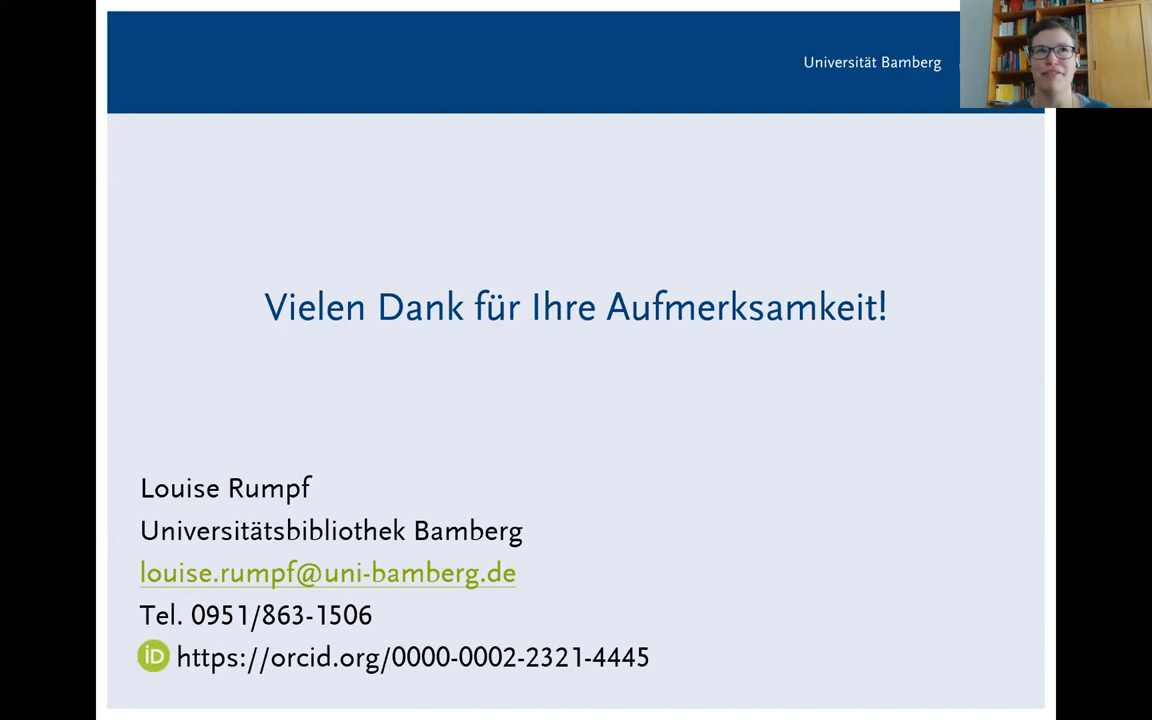 Universität Bamberg
Vielen Dank für Ihre Aufmerksamkeit!
Louise Rumpf
Universitätsbibliothek Bamberg
louise.rumpf@uni-bamberg.de
Tel. 0951/863-1506
iD https://orcid.org/0000-0002-2321-4445